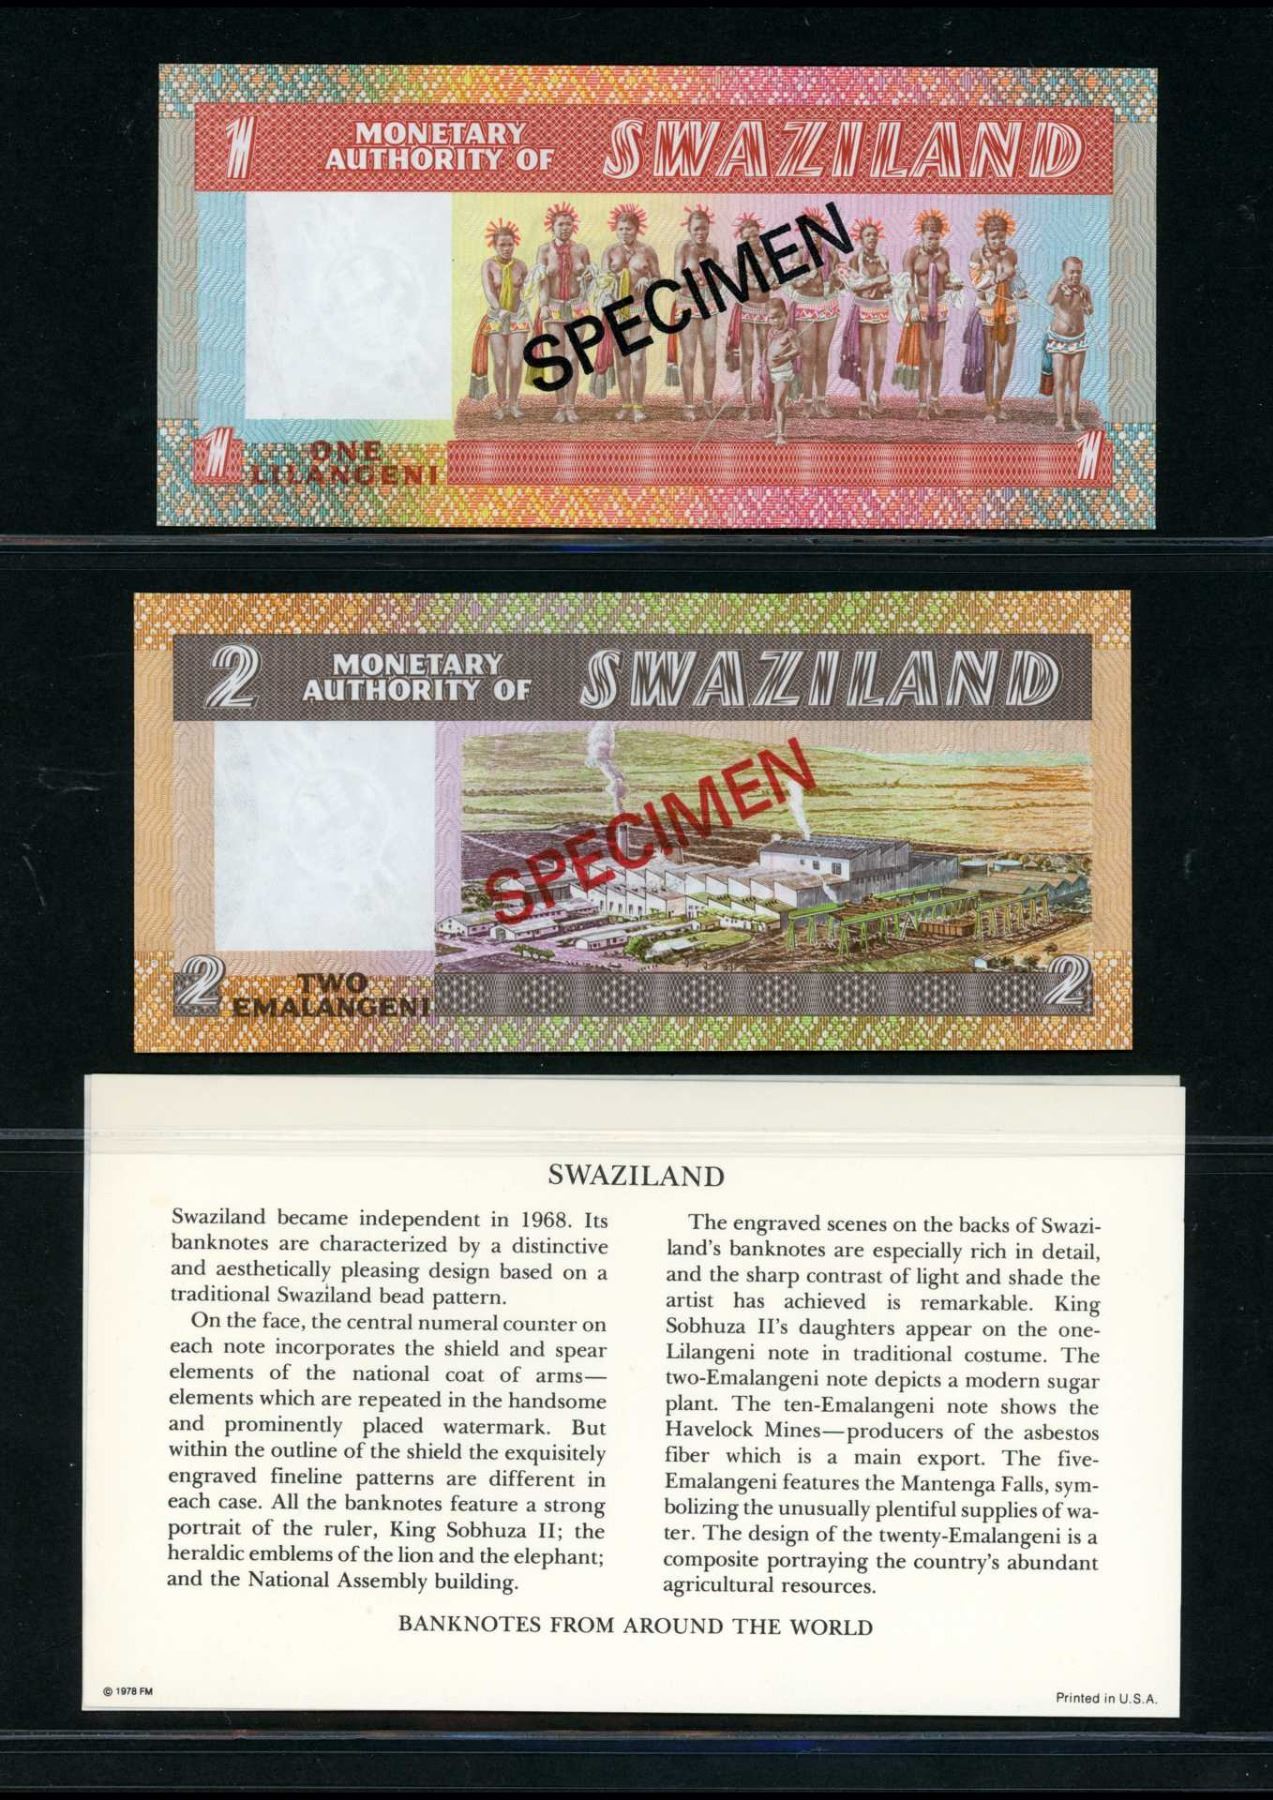 1 MONETARY AUTHORITY OF SWAZILAND
SPECIMEN
1 ONE LILANGENI 1
2 MONETARY AUTHORITY OF SWAZILAND
SPECIMEN
2 TWO EMALANGENI 2
SWAZILAND
Swaziland became independent in 1968. Its
banknotes are characterized by a distinctive
and aesthetically pleasing design based on a
traditional Swaziland bead pattern.
On the face, the central numeral counter on
each note incorporates the shield and spear
elements of the national coat of arms—
elements which are repeated in the handsome
and prominently placed watermark. But
within the outline of the shield the exquisitely
engraved fineline patterns are different in
each case. All the banknotes feature a strong
portrait of the ruler, King Sobhuza II; the
heraldic emblems of the lion and the elephant;
and the National Assembly building.
The engraved scenes on the backs of Swazi-
land's banknotes are especially rich in detail,
and the sharp contrast of light and shade the
artist has achieved is remarkable. King
Sobhuza II's daughters appear on the one-
Lilangeni note in traditional costume. The
two-Emalangeni note depicts a modern sugar
plant. The ten-Emalangeni note shows the
Havelock Mines—producers of the asbestos
fiber which is a main export. The five-
Emalangeni features the Mantenga Falls, sym-
bolizing the unusually plentiful supplies of wa-
ter. The design of the twenty-Emalangeni is a
composite portraying the country's abundant
agricultural resources.
BANKNOTES FROM AROUND THE WORLD
© 1978 FM
Printed in U.S.A.